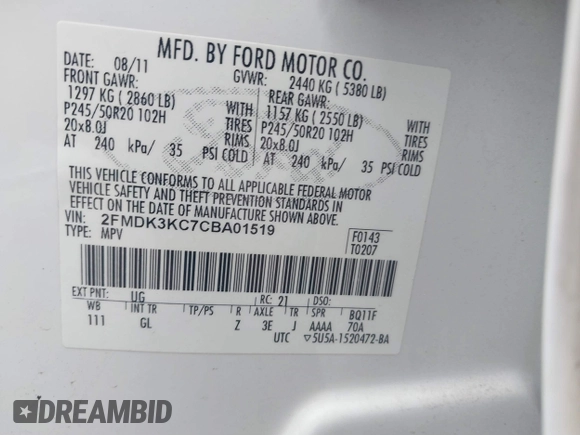 MFD. BY FORD MOTOR CO.
DATE: 08/11 GVWR: 2440 KG ( 5380 LB)
FRONT GAWR: REAR GAWR:
1297 KG ( 2860 LB) WITH 1157 KG ( 2550 LB) WITH
P245/50R20 102H TIRES P245/50R20 102H TIRES
20x8.0J RIMS 20x8.0J RIMS
AT 240 kPa/ 35 PSI COLD AT 240 kPa/ 35 PSI COLD
THIS VEHICLE CONFORMS TO ALL APPLICABLE FEDERAL MOTOR
VEHICLE SAFETY AND THEFT PREVENTION STANDARDS IN
EFFECT ON THE DATE OF MANUFACTURE SHOWN ABOVE.
VIN: 2FMDK3KC7CBA01519 F0143
TYPE: MPV T0207
EXT PNT: UG RC: 21 DSO:
WB INT TR TP/PS R AXLE TR SPR BQ11F
111 GL Z 3E J AAAA 70A
UTC ▽5U5A-1520472-BA
DREAMBID